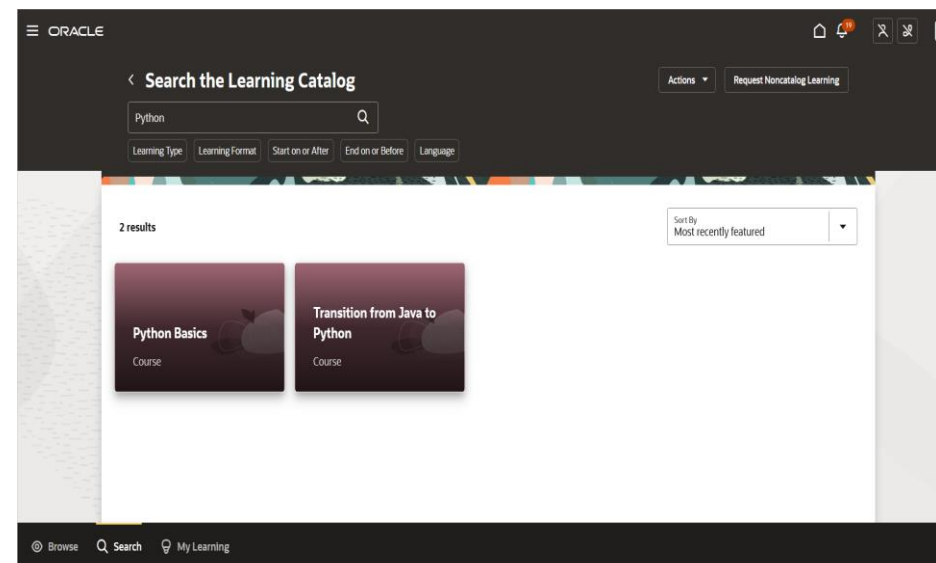 ORACLE
19
Search the Learning Catalog
Actions
Request Noncatalog Learning
Python
Learning Type
Learning Format
Start on or After
End on or Before
Language
2 results
Sort By
Most recently featured
Python Basics
Course
Transition from Java to
Python
Course
Browse
Search
My Learning